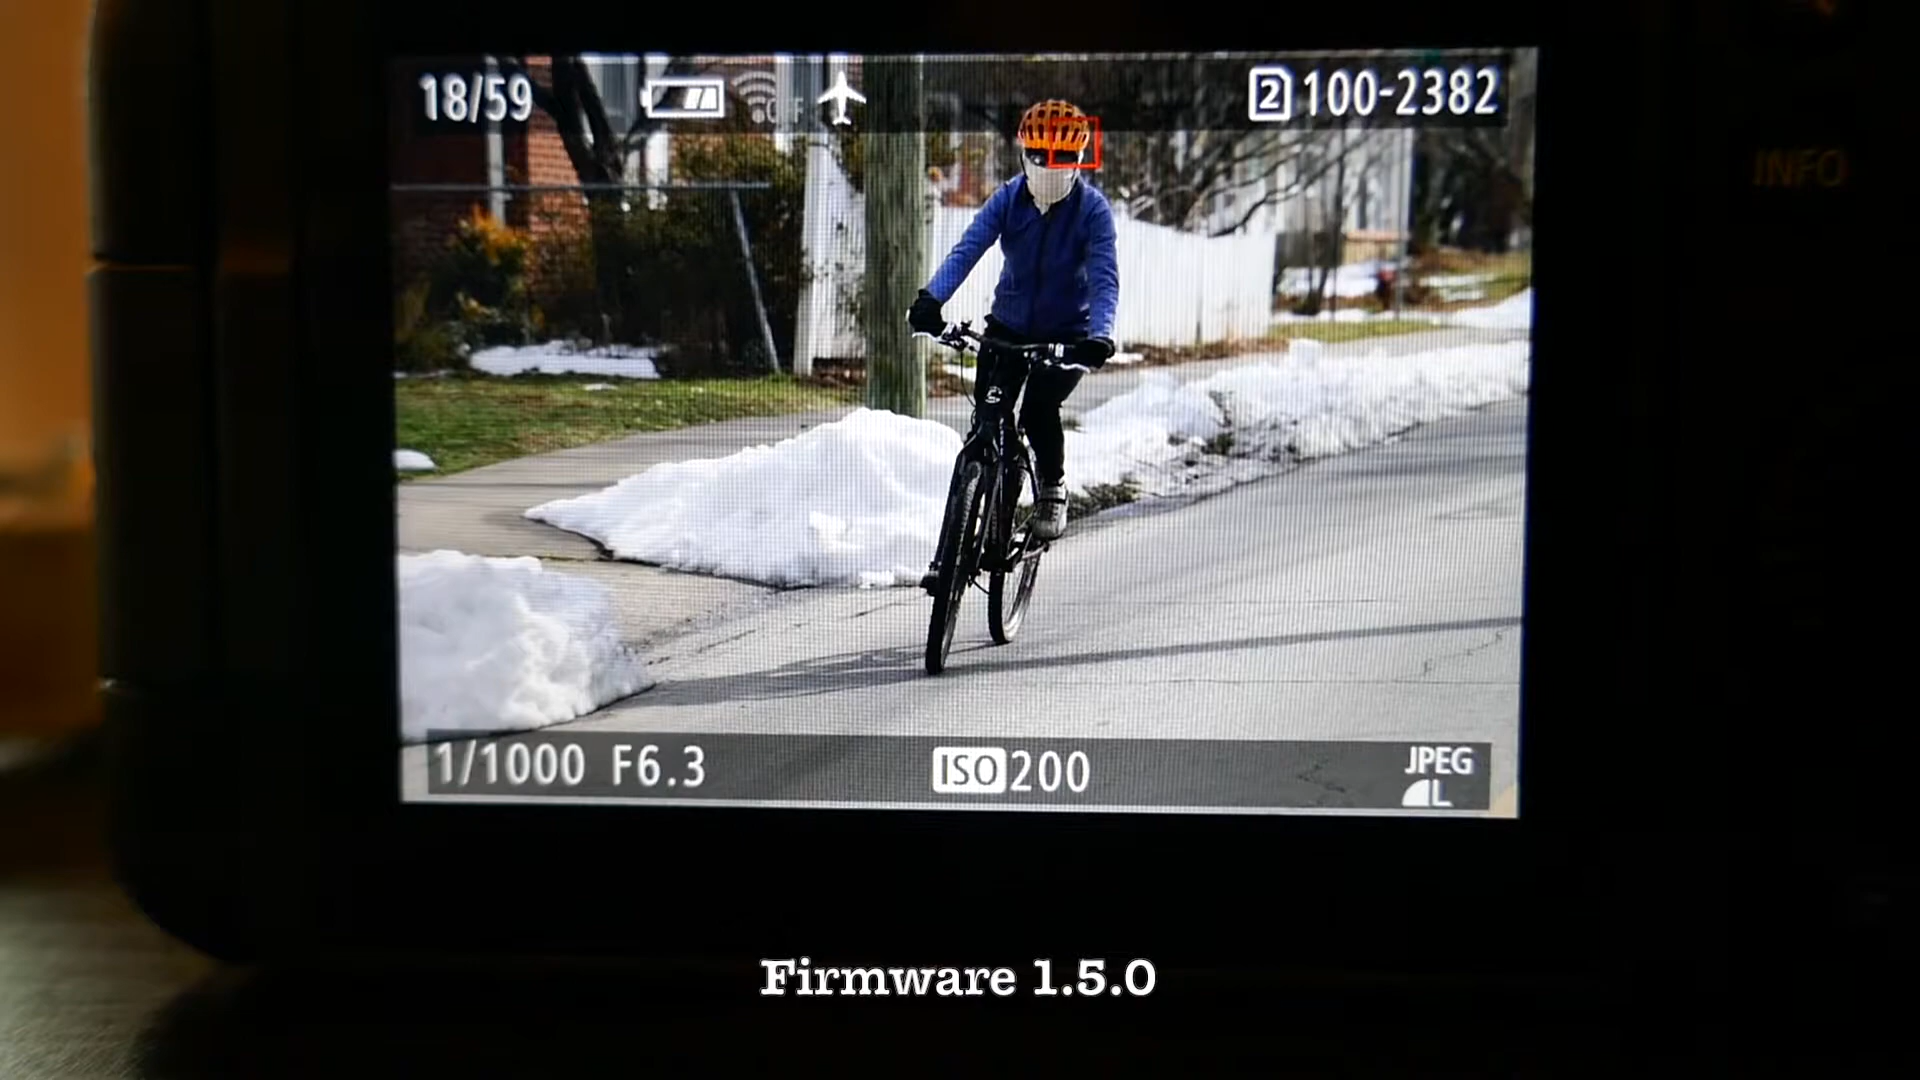 18/59
OFF
2 100-2382
INFO
1/1000 F6.3
ISO 200
JPEG
L
Firmware 1.5.0